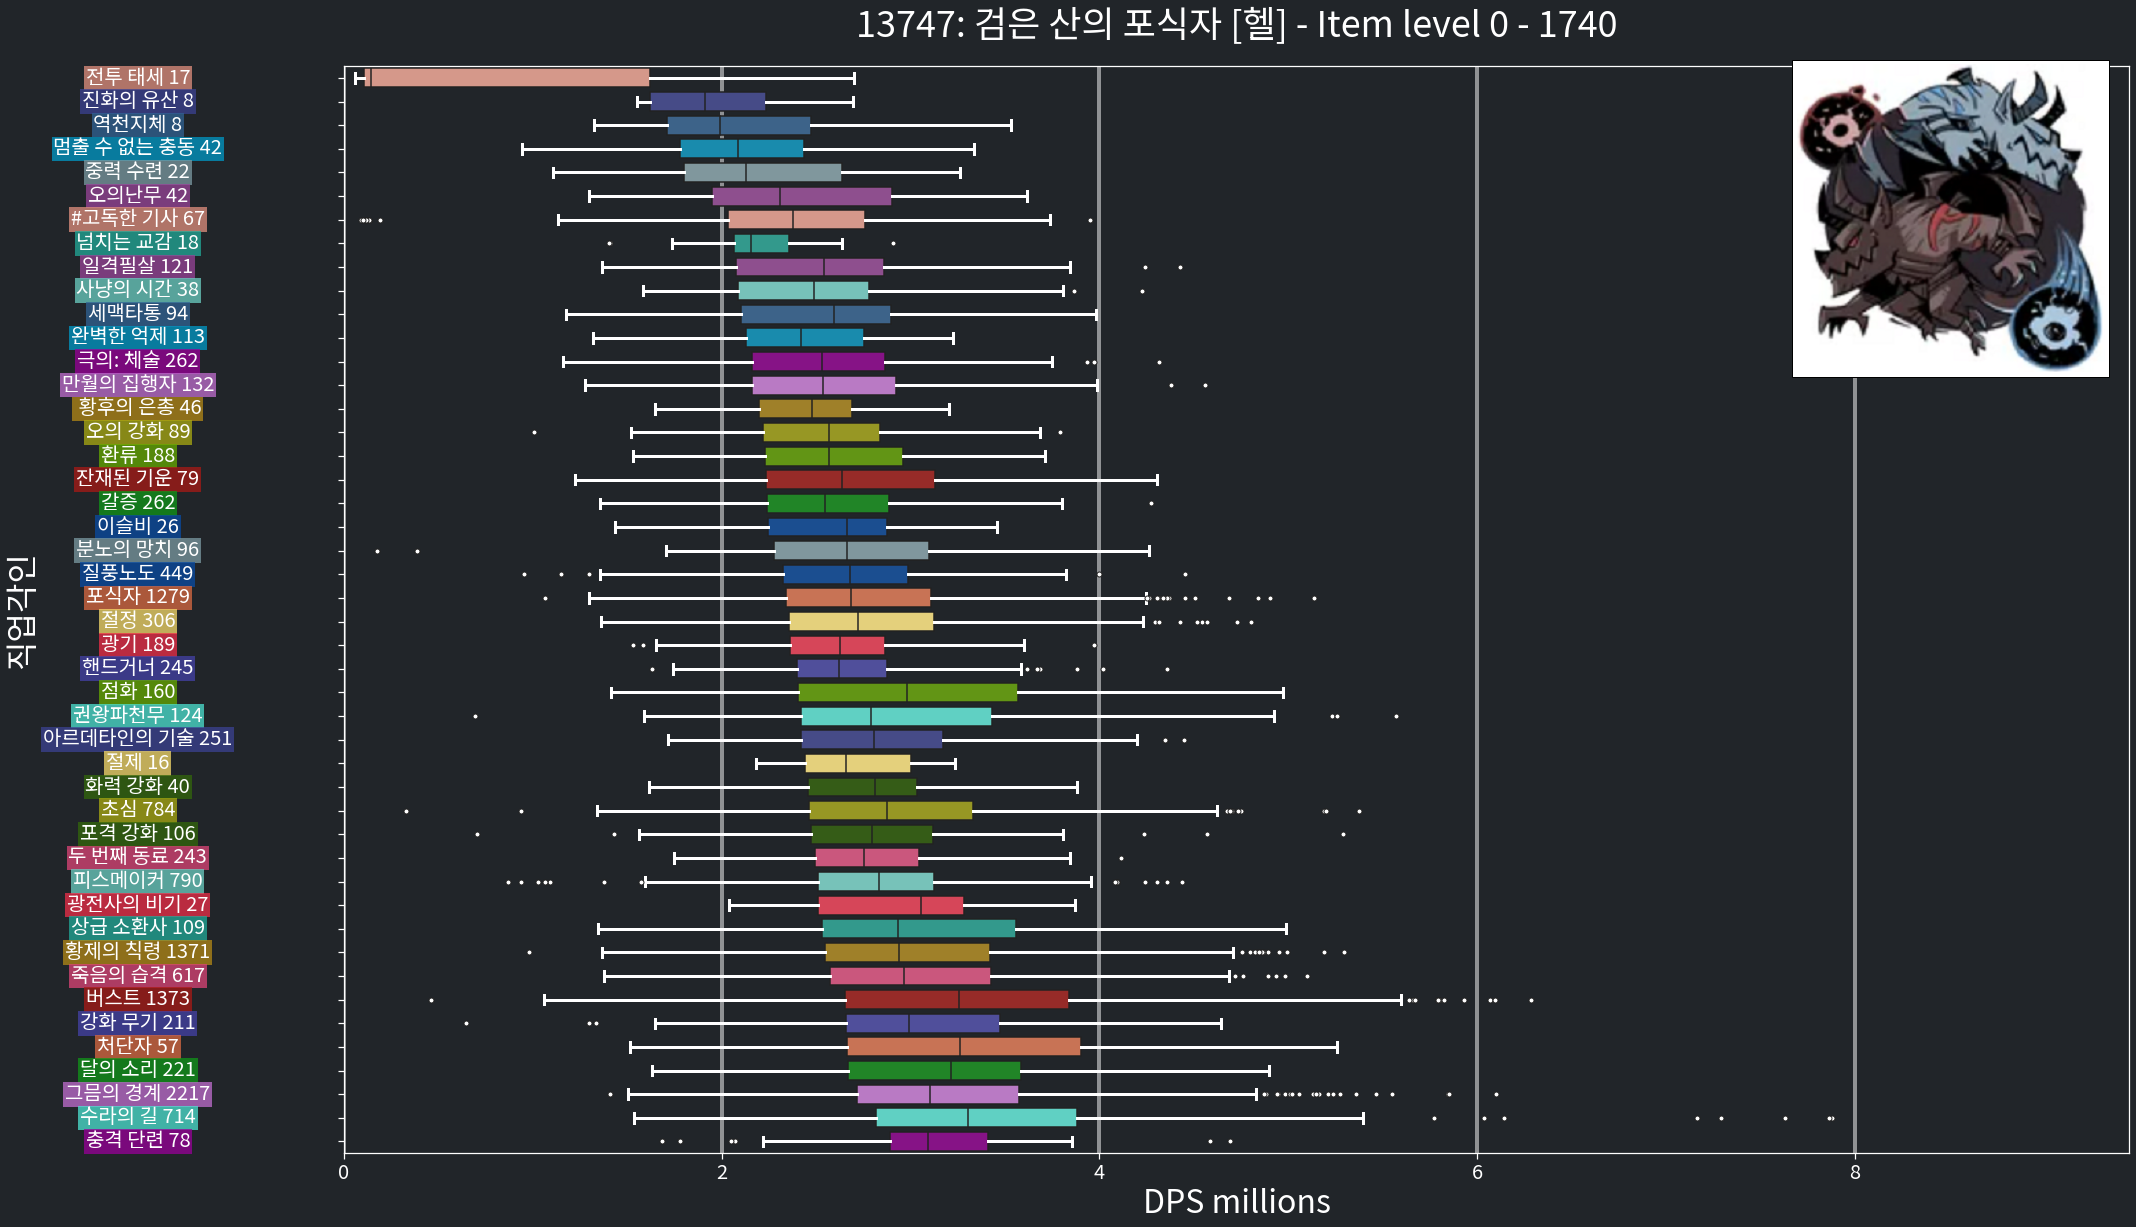 13747: 검은 산의 포식자 [헬] - Item level 0 - 1740
전투 태세 17
진화의 유산 8
역천지체 8
멈출 수 없는 충동 42
중력 수련 22
오의난무 42
#고독한 기사 67
넘치는 교감 18
일격필살 121
사냥의 시간 38
세맥타통 94
완벽한 억제 113
극의: 체술 262
만월의 집행자 132
황후의 은총 46
오의 강화 89
환류 188
잔재된 기운 79
갈증 262
이슬비 26
분노의 망치 96
질풍노도 449
포식자 1279
절정 306
광기 189
핸드거너 245
점화 160
권왕파천무 124
아르데타인의 기술 251
절제 16
화력 강화 40
초심 784
포격 강화 106
두 번째 동료 243
피스메이커 790
광전사의 비기 27
상급 소환사 109
황제의 칙령 1371
죽음의 습격 617
버스트 1373
강화 무기 211
처단자 57
달의 소리 221
그믐의 경계 2217
수라의 길 714
충격 단련 78
직업각인
0 2 4 6 8
DPS millions